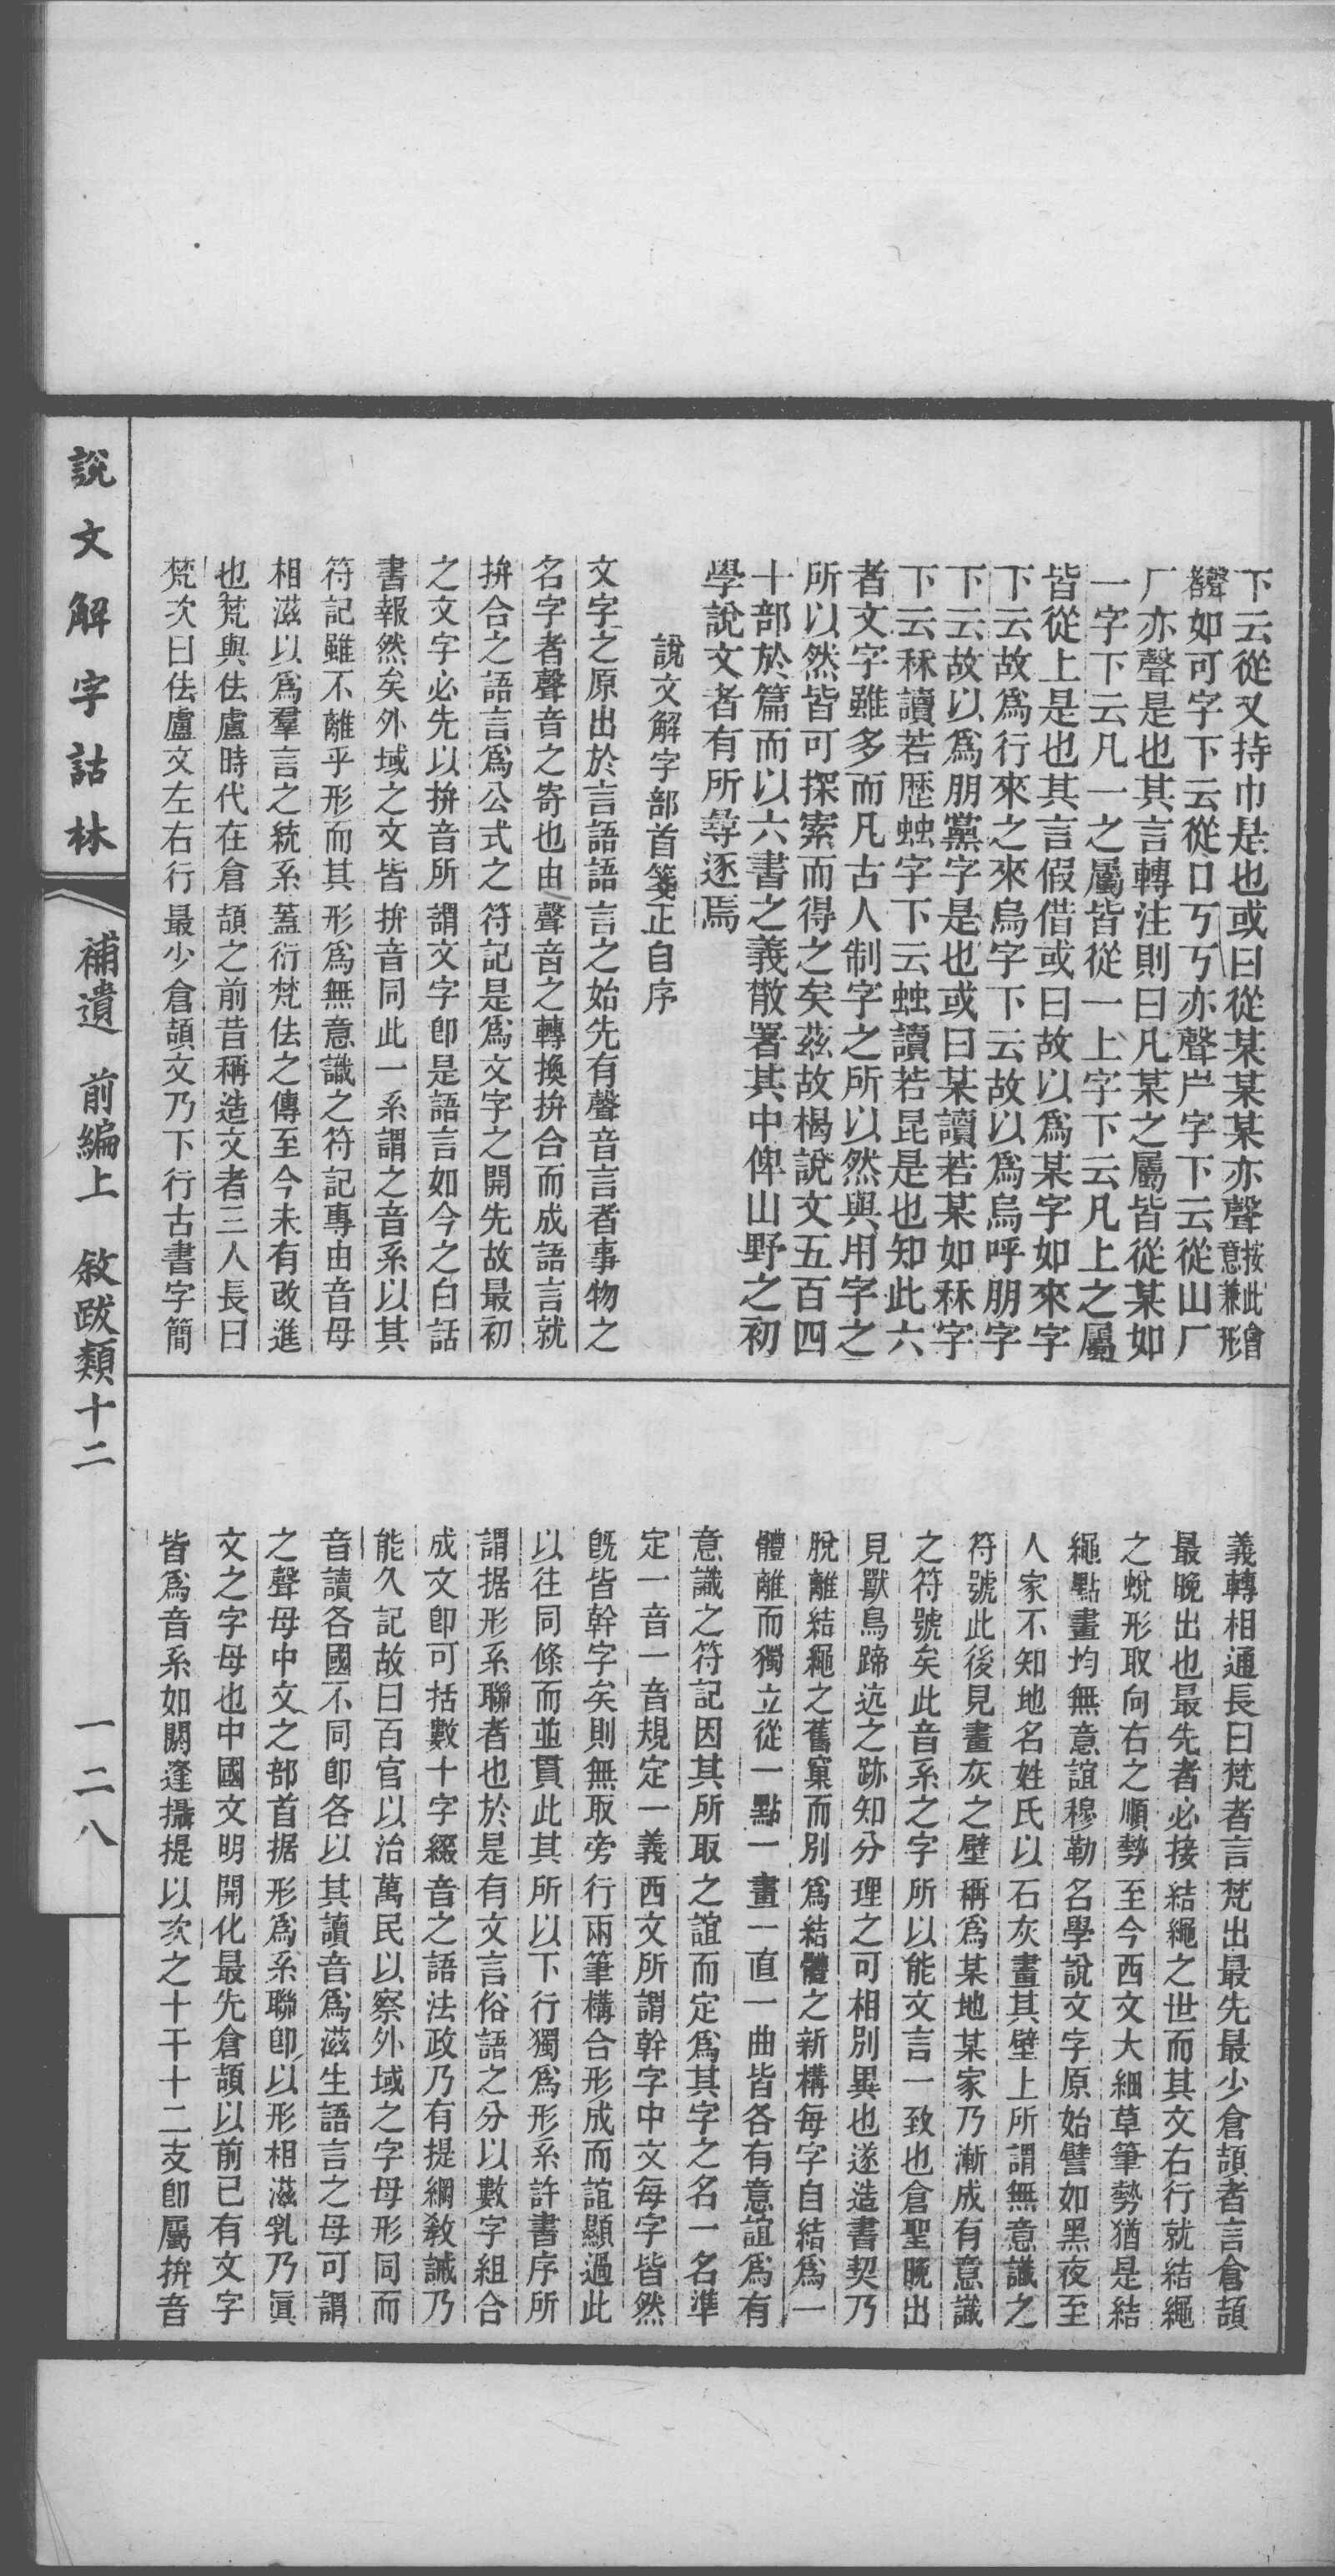 下云從又持巾是也或曰從某某某亦聲按此會意兼形
聲者如可字下云從口丂丂亦聲屵字下云從山厂
厂亦聲是也其言轉注則曰凡某之屬皆從某如
一字下云凡一之屬皆從一上字下云凡上之屬
皆從上是也其言假借或曰故以爲某字如來字
下云故爲行來之來烏字下云故以爲烏呼朋字
下云故以爲朋黨字是也或曰某讀若某如秝字
下云秝讀若歷䖵字下云䖵讀若昆是也知此六
者文字雖多而凡古人制字之所以然與用字之
所以然皆可探索而得之矣茲故楬說文五百四
十部於篇而以六書之義散署其中俾山野之初
學說文者有所尋逐焉
說文解字部首箋正自序
文字之原出於言語語言之始先有聲音言者事物之
名字者聲音之寄也由聲音之轉換拚合而成語言就
拚合之語言爲公式之符記是爲文字之開先故最初
之文字必先以拚音所謂文字卽是語言如今之白話
書報然矣外域之文皆拚音同此一系謂之音系以其
符記雖不離乎形而其形爲無意識之符記專由音母
相滋以爲羣言之統系蓋衍梵佉之傳至今未有改進
也梵與佉盧時代在倉頡之前昔稱造文者三人長曰
梵次曰佉盧文左右行最少倉頡文乃下行古書字簡
義轉相通長曰梵者言梵出最先最少倉頡者言倉頡
最晚出也最先者必接結繩之世而其文右行就結繩
之蛻形取向右之順勢至今西文大細草筆勢猶是結
繩點畫均無意誼穆勒名學說文字原始譬如黑夜至
人家不知地名姓氏以石灰畫其壁上所謂無意識之
符號此後見畫灰之壁稱爲某地某家乃漸成有意識
之符號矣此音系之字所以能文言一致也倉聖晚出
見獸鳥蹄迒之跡知分理之可相別異也遂造書契乃
脫離結繩之舊窠而別爲結體之新構每字自結爲一
體離而獨立從一點一畫一直一曲皆各有意誼爲有
意識之符記因其所取之誼而定爲其字之名一名準
定一音一音規定一義西文所謂幹字中文每字皆然
旣皆幹字矣則無取旁行兩筆構合形成而誼顯過此
以往同條而並貫此其所以下行獨爲形系許書序所
謂据形系聯者也於是有文言俗語之分以數字組合
成文卽可括數十字綴音之語法政乃有提綱敎誡乃
能久記故曰百官以治萬民以察外域之字母形同而
音讀各國不同卽各以其讀音爲滋生語言之母可謂
之聲母中文之部首据形爲系聯卽以形相滋乳乃眞
文之字母也中國文明開化最先倉頡以前已有文字
皆爲音系如閼逢攝提以次之十干十二支卽屬拚音
說文解字詁林
補遺 前編上 敘跋類十二
一二八